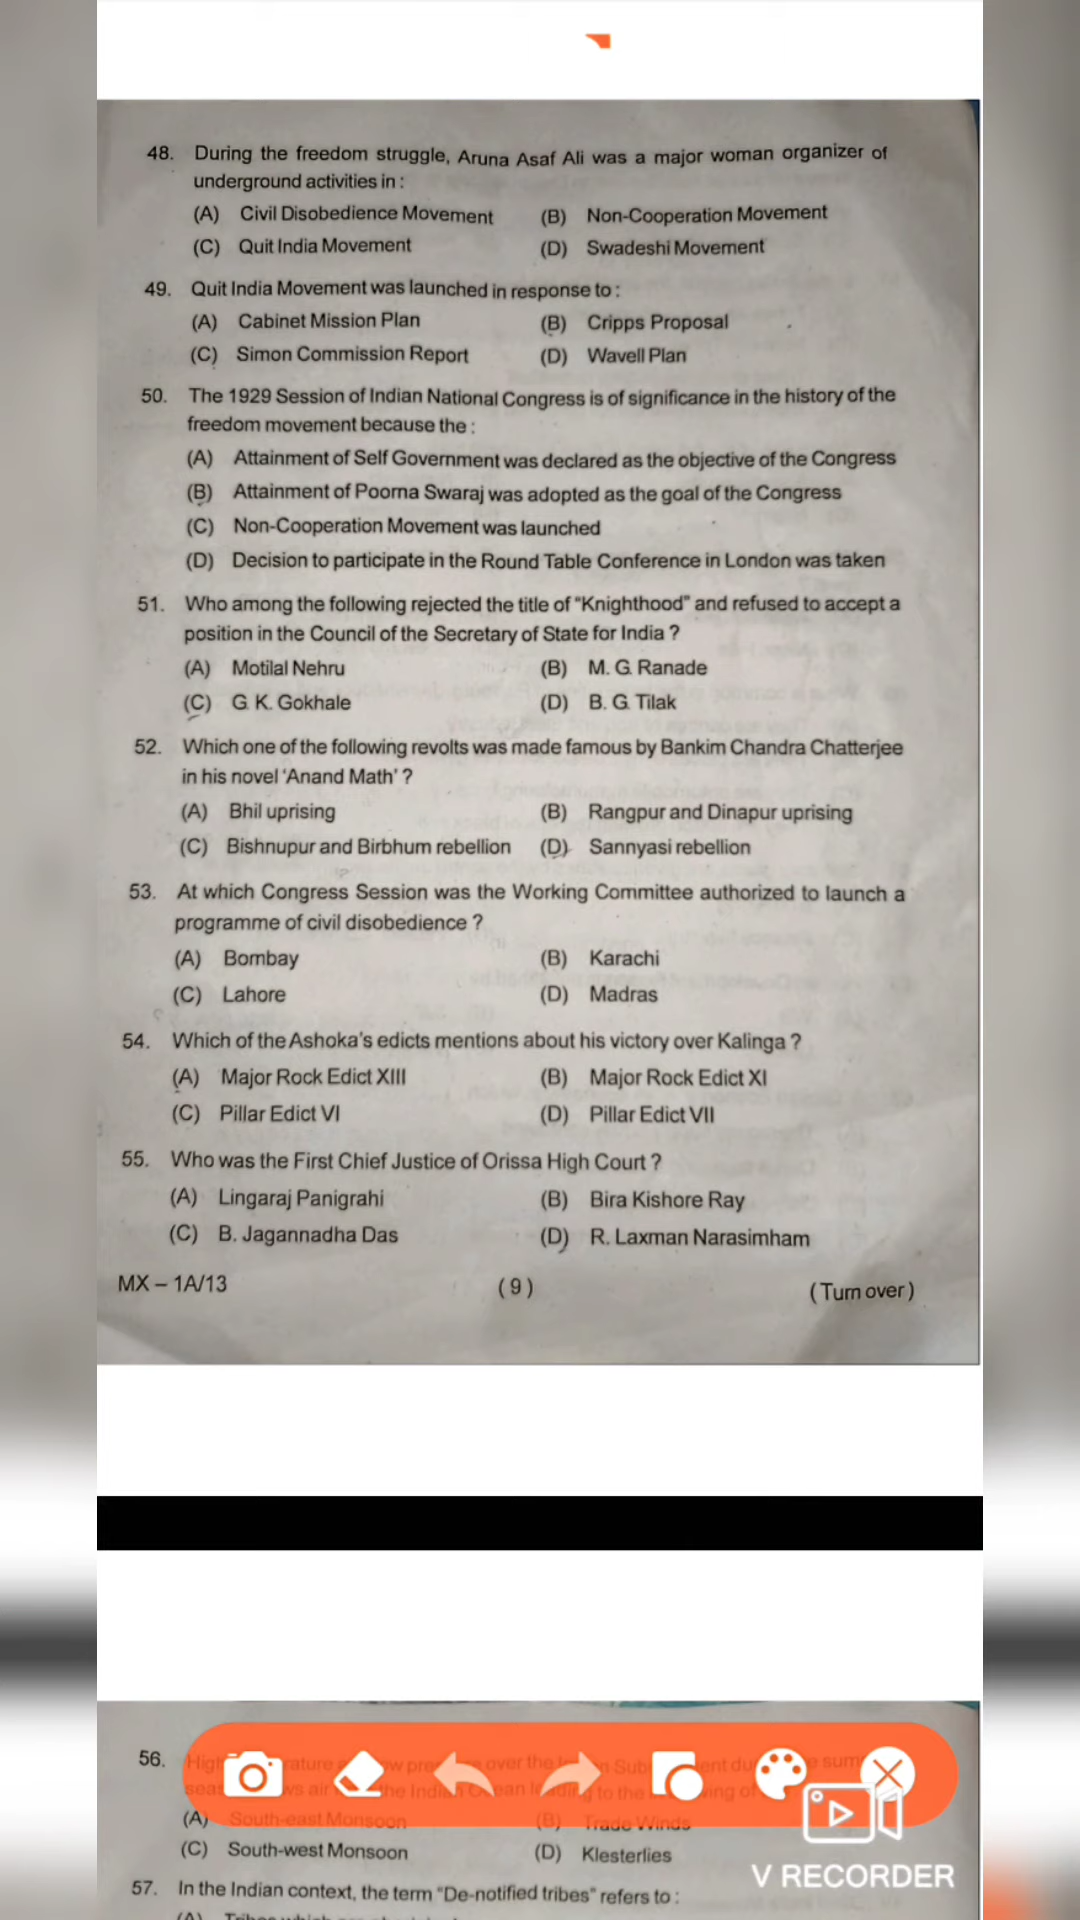 48. During the freedom struggle, Aruna Asaf Ali was a major woman organizer of
underground activities in :
(A) Civil Disobedience Movement (B) Non-Cooperation Movement
(C) Quit India Movement (D) Swadeshi Movement
49. Quit India Movement was launched in response to :
(A) Cabinet Mission Plan (B) Cripps Proposal
(C) Simon Commission Report (D) Wavell Plan
50. The 1929 Session of Indian National Congress is of significance in the history of the
freedom movement because the :
(A) Attainment of Self Government was declared as the objective of the Congress
(B) Attainment of Poorna Swaraj was adopted as the goal of the Congress
(C) Non-Cooperation Movement was launched
(D) Decision to participate in the Round Table Conference in London was taken
51. Who among the following rejected the title of "Knighthood" and refused to accept a
position in the Council of the Secretary of State for India ?
(A) Motilal Nehru (B) M. G. Ranade
(C) G. K. Gokhale (D) B. G. Tilak
52. Which one of the following revolts was made famous by Bankim Chandra Chatterjee
in his novel 'Anand Math' ?
(A) Bhil uprising (B) Rangpur and Dinapur uprising
(C) Bishnupur and Birbhum rebellion (D) Sannyasi rebellion
53. At which Congress Session was the Working Committee authorized to launch a
programme of civil disobedience ?
(A) Bombay (B) Karachi
(C) Lahore (D) Madras
54. Which of the Ashoka's edicts mentions about his victory over Kalinga ?
(A) Major Rock Edict XIII (B) Major Rock Edict XI
(C) Pillar Edict VI (D) Pillar Edict VII
55. Who was the First Chief Justice of Orissa High Court ?
(A) Lingaraj Panigrahi (B) Bira Kishore Ray
(C) B. Jagannadha Das (D) R. Laxman Narasimham
MX – 1A/13 (9) (Turn over)
56. over the
the to the
(A) South-east Monsoon (B) Trade Winds
(C) South-west Monsoon (D) Klesterlies
V RECORDER
57. In the Indian context, the term "De-notified tribes" refers to :